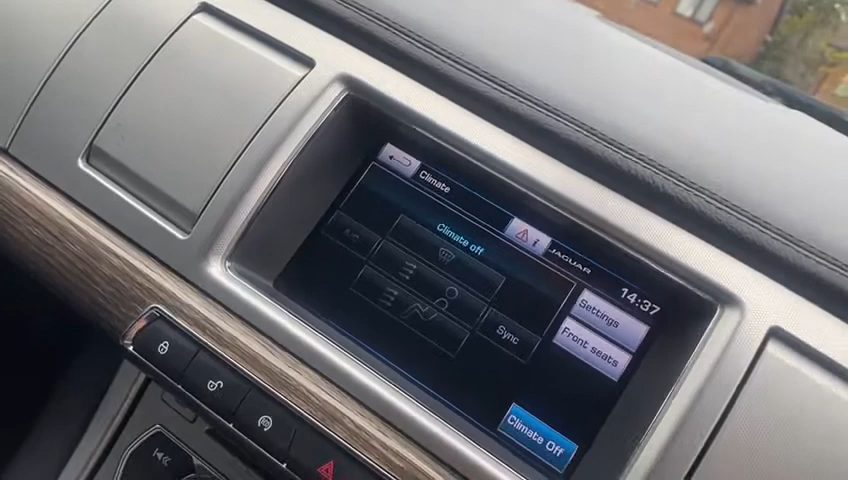 Climate
JAGUAR
14:37
Climate off
A/C
Settings
Front seats
Sync
Climate Off